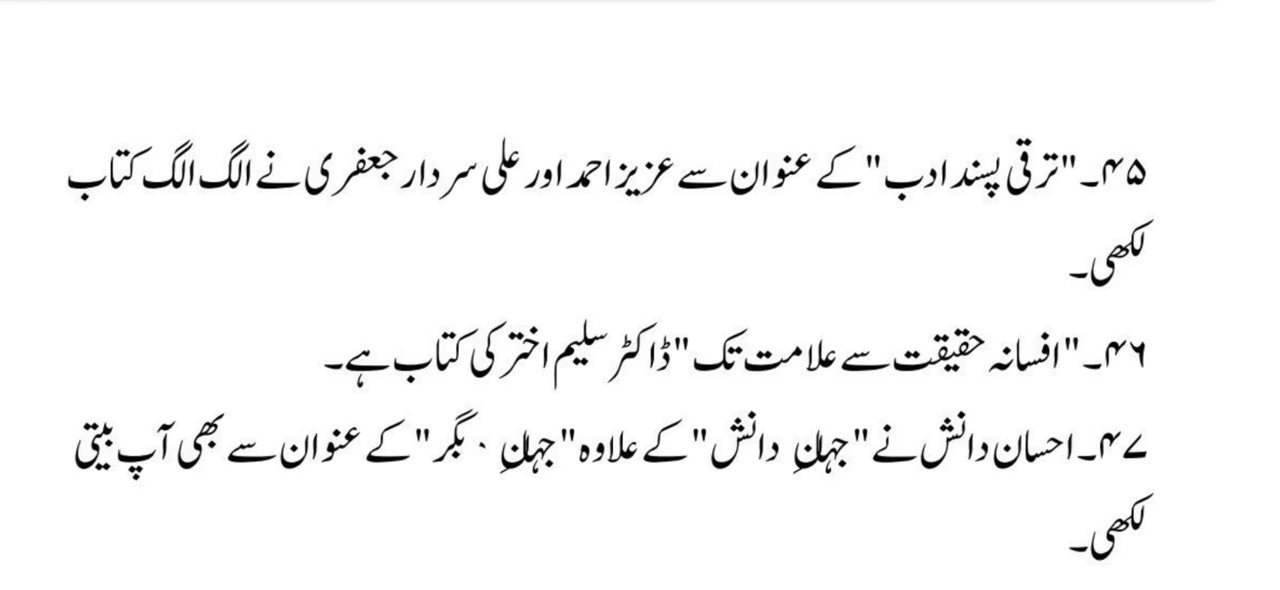 ۴۵۔"ترقی پسند ادب"کے عنوان سے عزیز احمد اور علی سردار جعفری نے الگ الگ کتاب
لکھی۔
۴۶۔"افسانہ حقیقت سے علامت تک"ڈاکٹر سلیم اختر کی کتاب ہے۔
۴۷۔احسان دانش نے"جہانِ دانش"کے علاوہ"جہانِ ۰ بگر"کے عنوان سے بھی آپ بیتی
لکھی۔